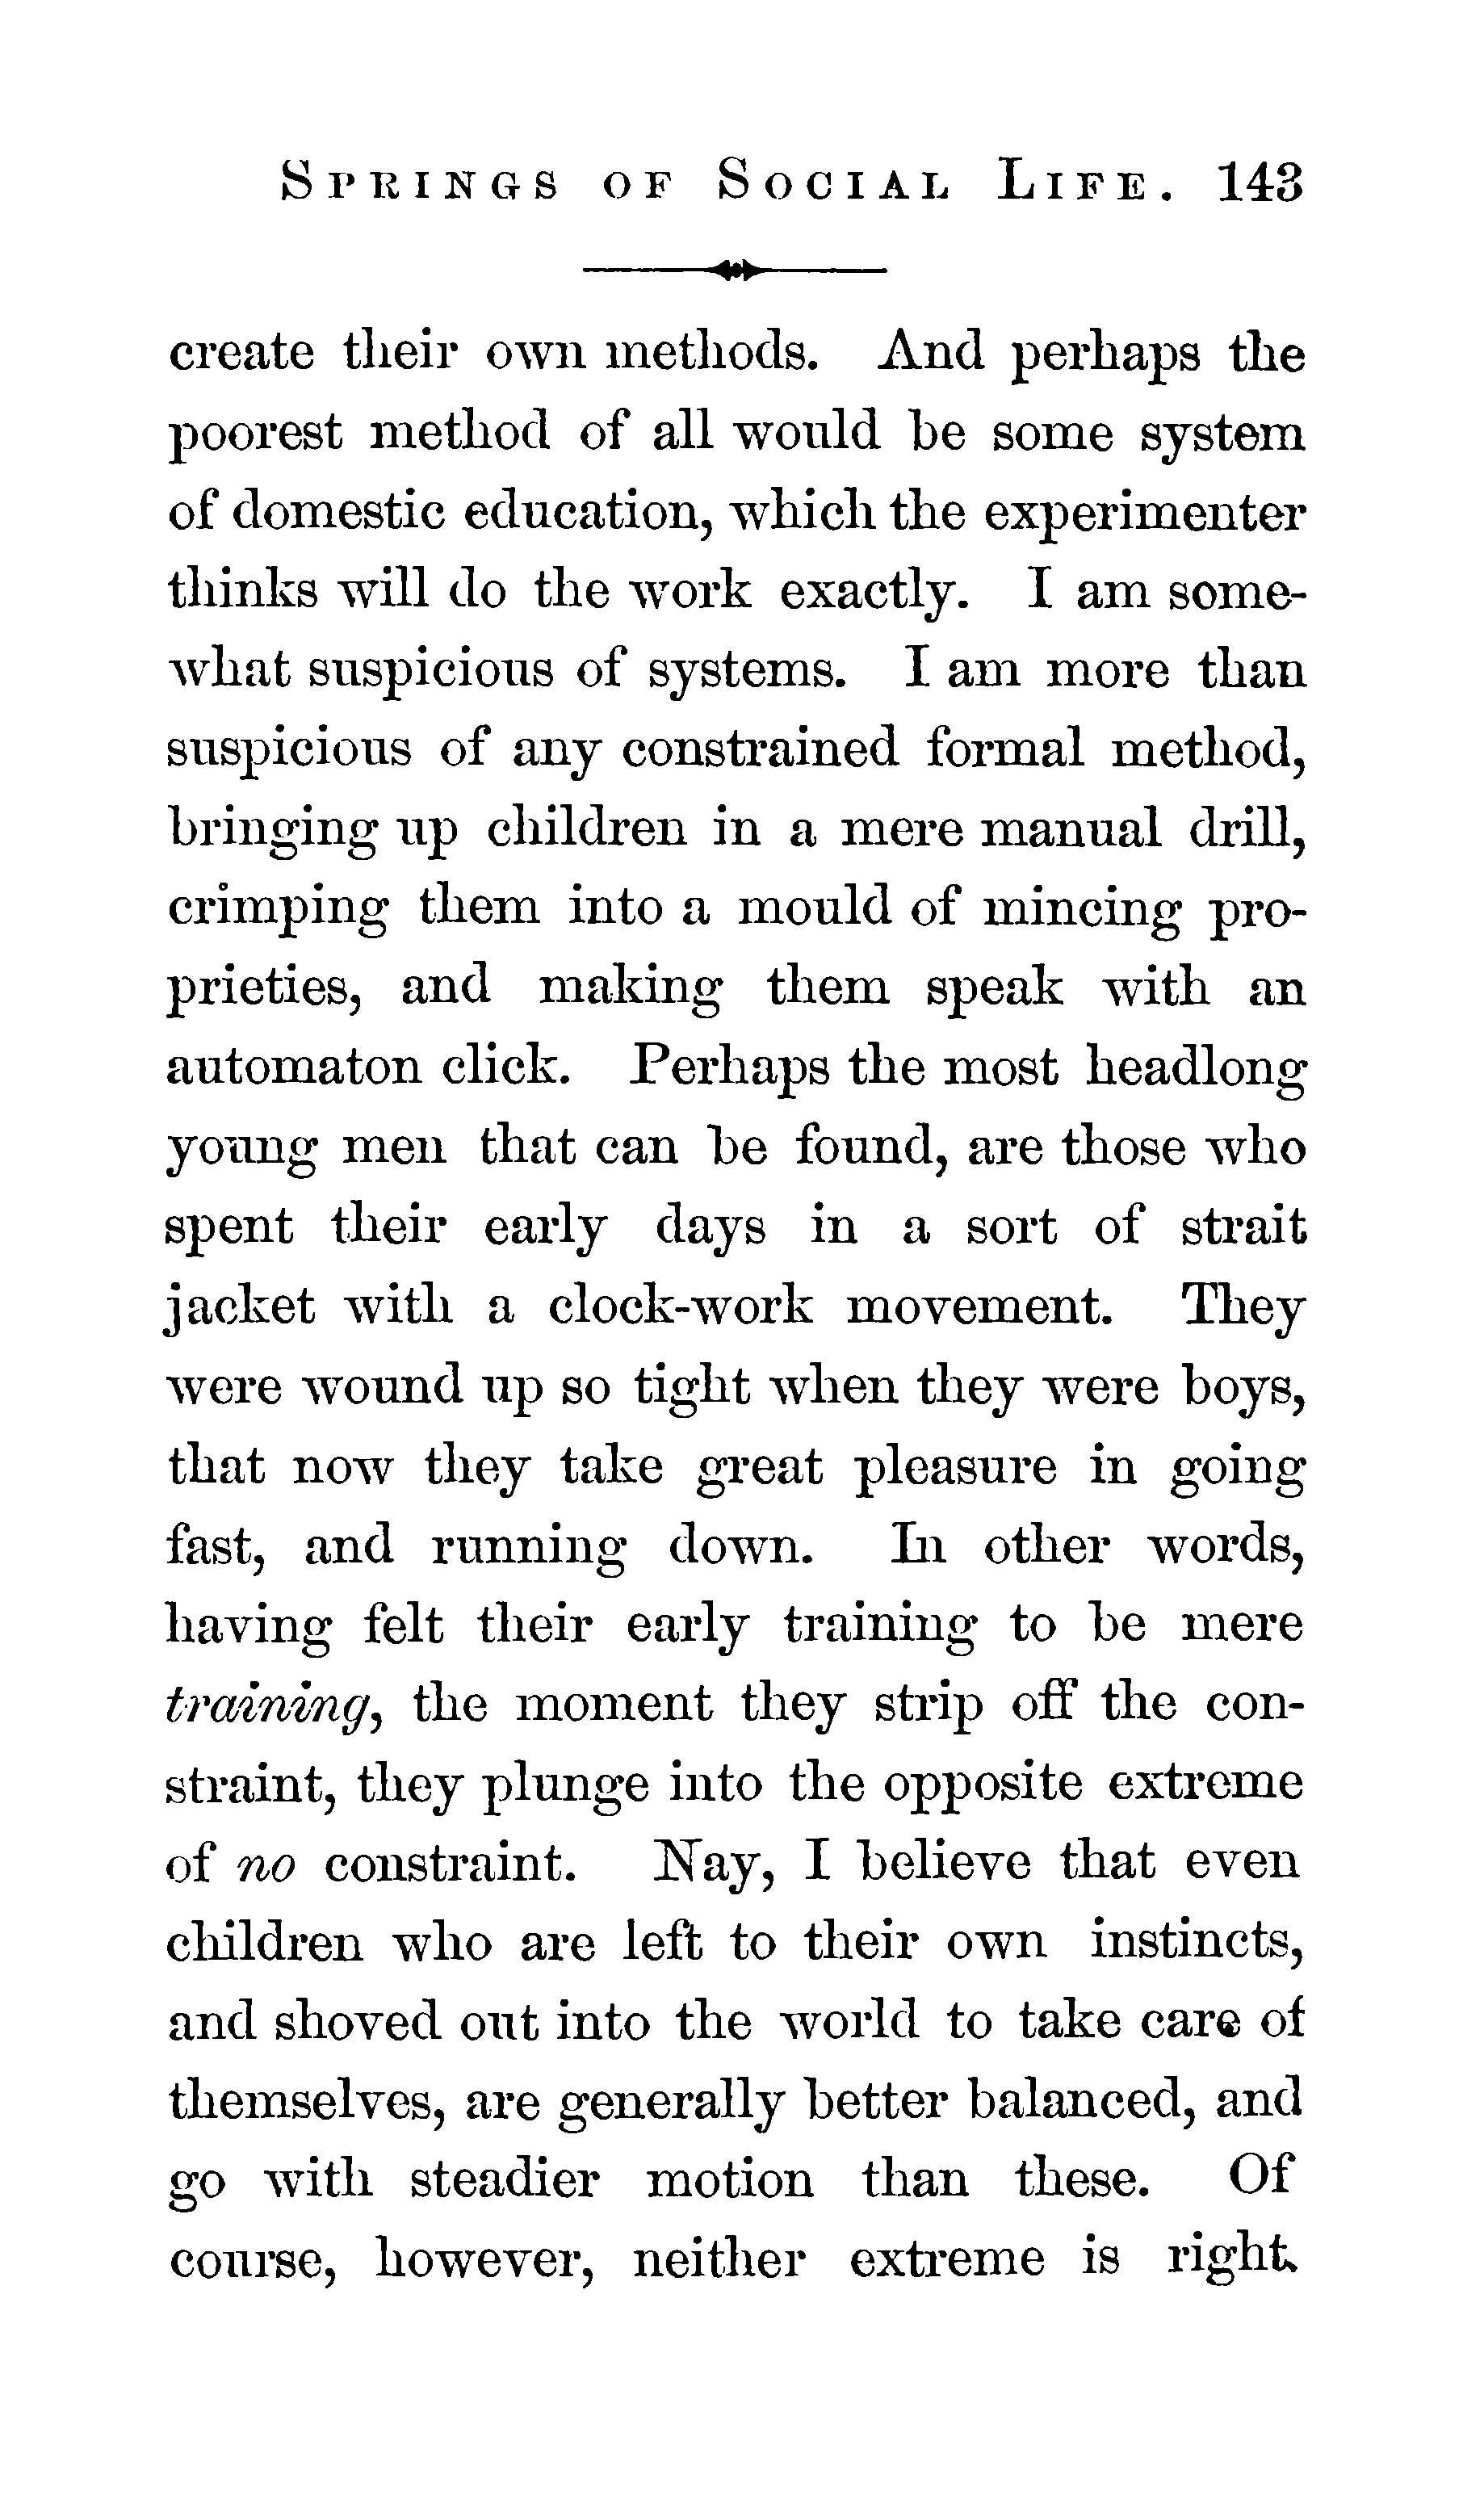 SPRINGS OF SOCIAL LIFE. 143
create their own methods. And perhaps the
poorest method of all would be some system
of domestic education, which the experimenter
thinks will do the work exactly. I am some-
what suspicious of systems. I am more than
suspicious of any constrained formal method,
bringing up children in a mere manual drill,
crimping them into a mould of mincing pro-
prieties, and making them speak with an
automaton click. Perhaps the most headlong
young men that can be found, are those who
spent their early days in a sort of strait
jacket with a clock-work movement. They
were wound up so tight when they were boys,
that now they take great pleasure in going
fast, and running down. In other words,
having felt their early training to be mere
training, the moment they strip off the con-
straint, they plunge into the opposite extreme
of no constraint. Nay, I believe that even
children who are left to their own instincts,
and shoved out into the world to take care of
themselves, are generally better balanced, and
go with steadier motion than these. Of
course, however, neither extreme is right.